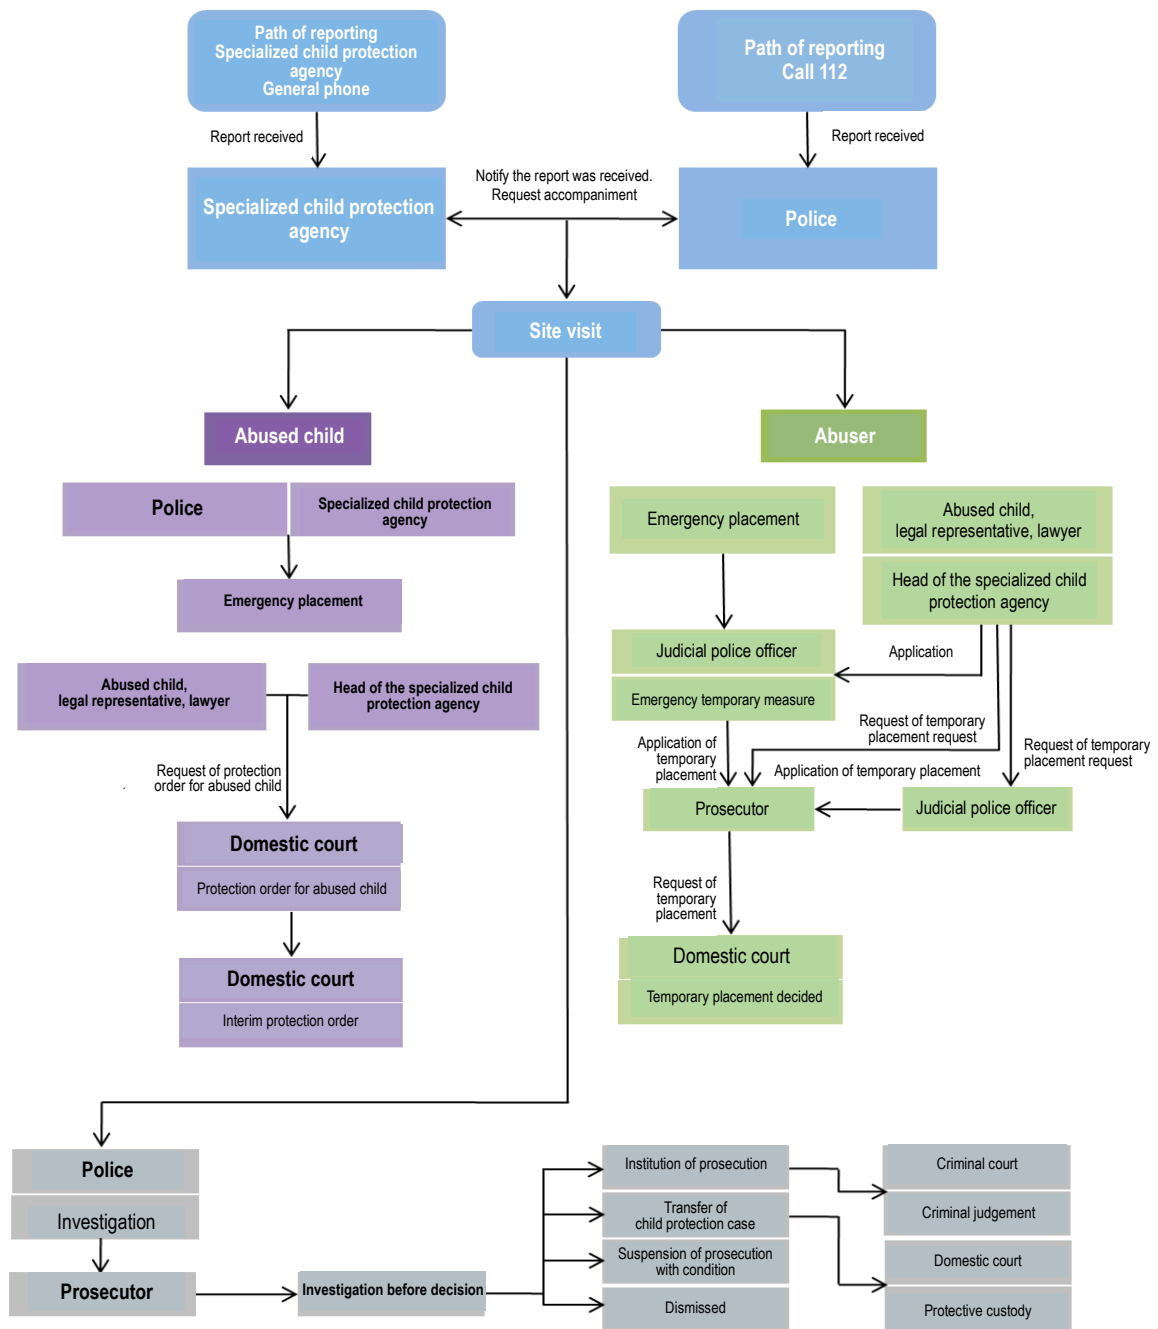 Path of reporting
Specialized child protection
agency
General phone
Path of reporting
Call 112
Report received
Report received
Notify the report was received.
Request accompaniment
Specialized child protection
agency
Police
Site visit
Abused child
Abuser
Police
Specialized child protection
agency
Emergency placement
Abused child,
legal representative, lawyer
Head of the specialized child
protection agency
Request of protection
order for abused child
Domestic court
Protection order for abused child
Domestic court
Interim protection order
Emergency placement
Abused child,
legal representative, lawyer
Head of the specialized child
protection agency
Judicial police officer
Application
Emergency temporary measure
Request of temporary
placement request
Application of
temporary
placement
Request of temporary
placement request
Application of temporary placement
Prosecutor
Judicial police officer
Request of
temporary
placement
Domestic court
Temporary placement decided
Police
Investigation
Prosecutor
Investigation before decision
Institution of prosecution
Transfer of
child protection case
Suspension of prosecution
with condition
Dismissed
Criminal court
Criminal judgement
Domestic court
Protective custody